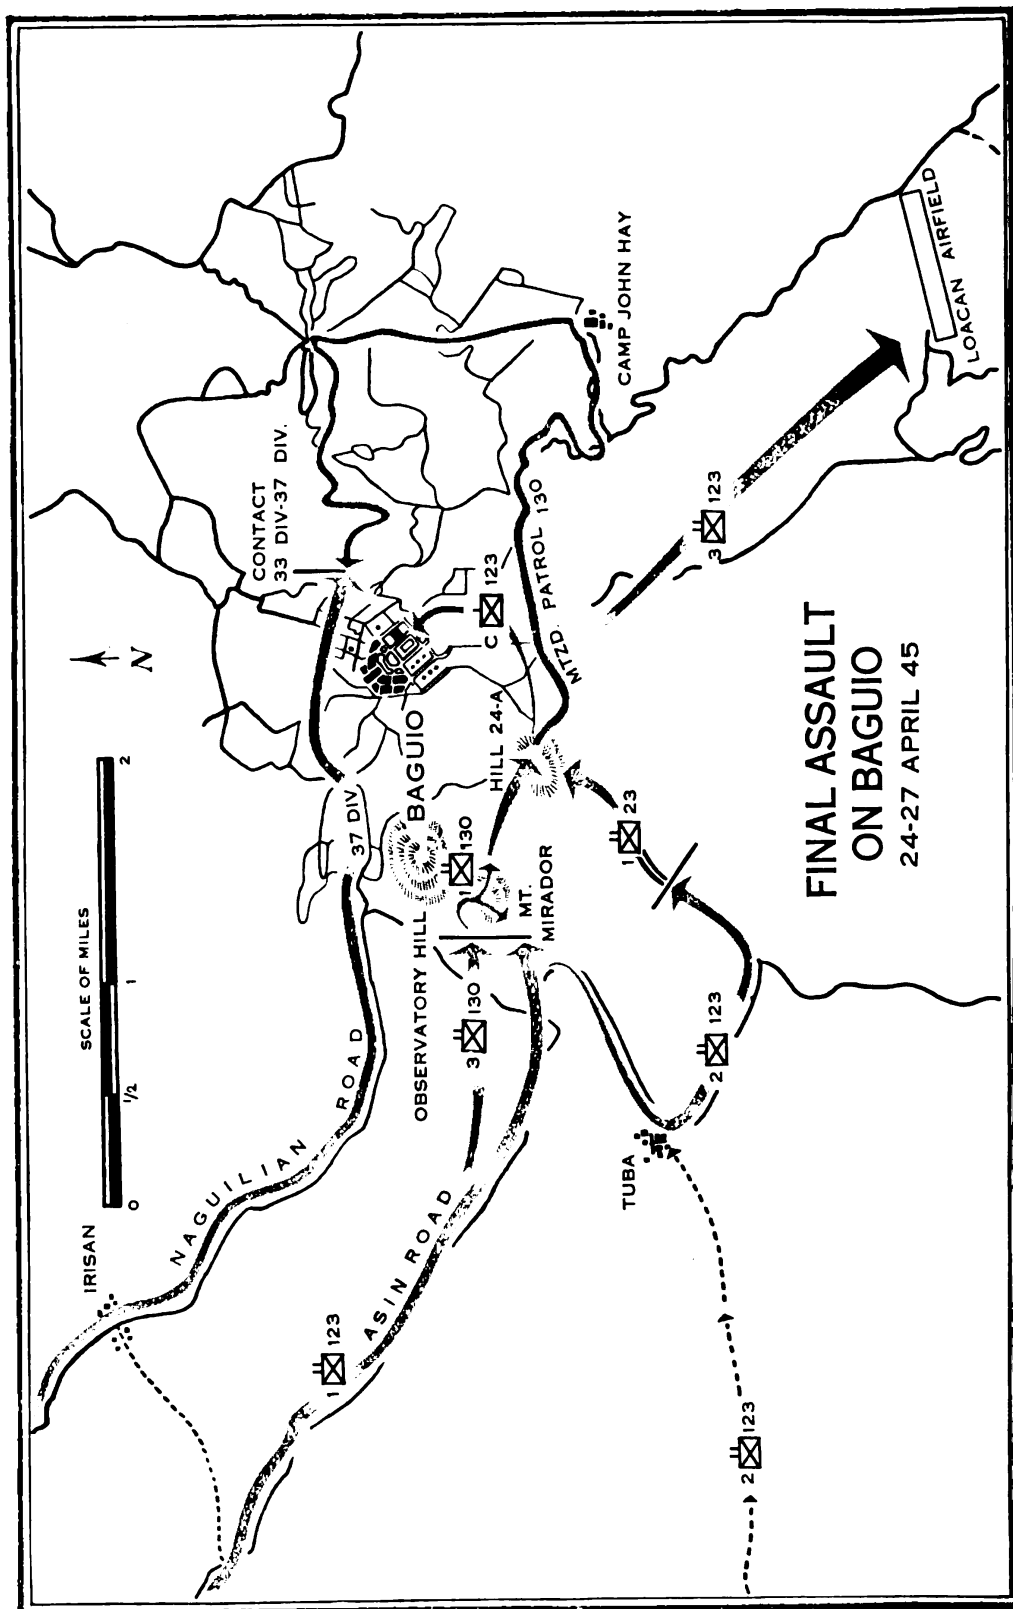 IRISAN
SCALE OF MILES
0 1/2 1 2
N
NAGUILIAN ROAD
CONTACT
33 DIV-37 DIV.
37 DIV
1 123
ASIN ROAD
OBSERVATORY HILL
BAGUIO
3 130
1 130
HILL 24-A
C 123
MT.
MIRADOR
MTZD PATROL 130
CAMP JOHN HAY
TUBA
1 23
2 123
2 123
3 123
LOACAN AIRFIELD
FINAL ASSAULT
ON BAGUIO
24-27 APRIL 45